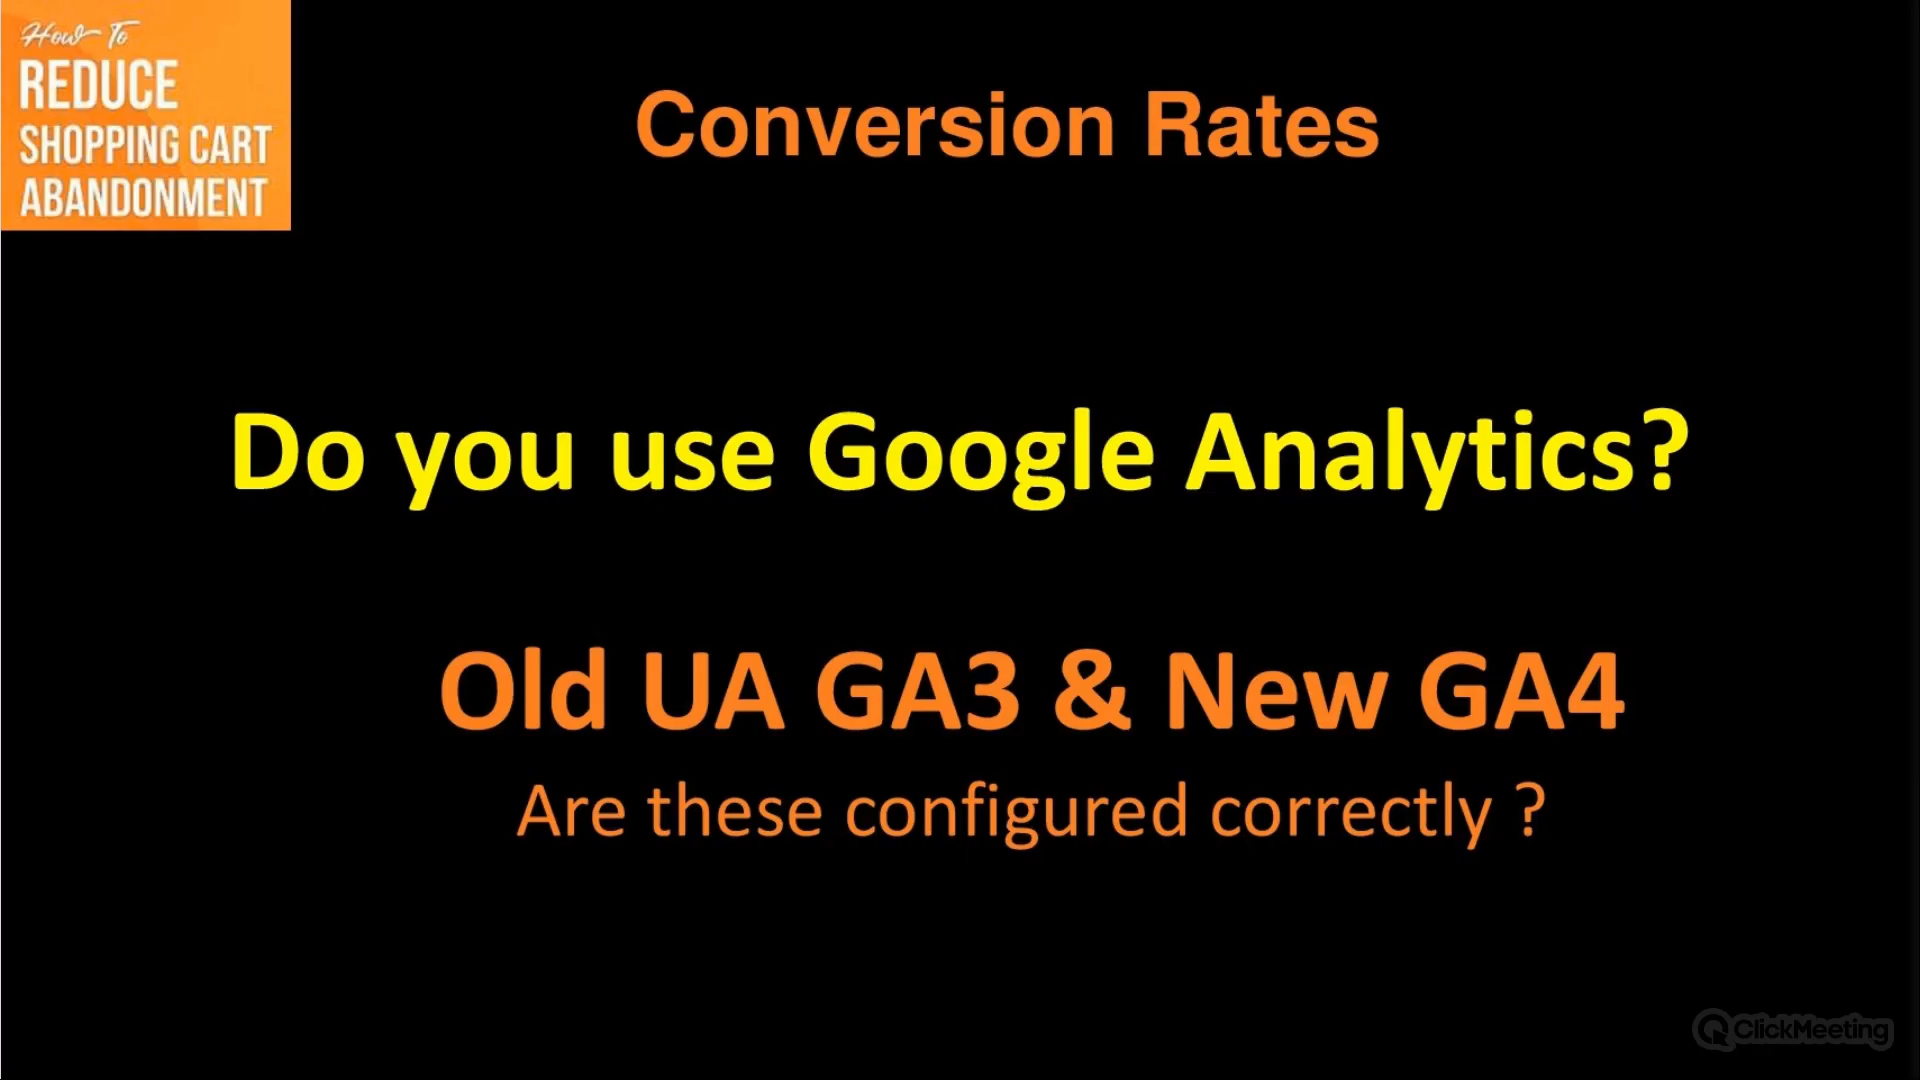 How To
REDUCE
SHOPPING CART
ABANDONMENT
Conversion Rates
Do you use Google Analytics?
Old UA GA3 & New GA4
Are these configured correctly ?
ClickMeeting